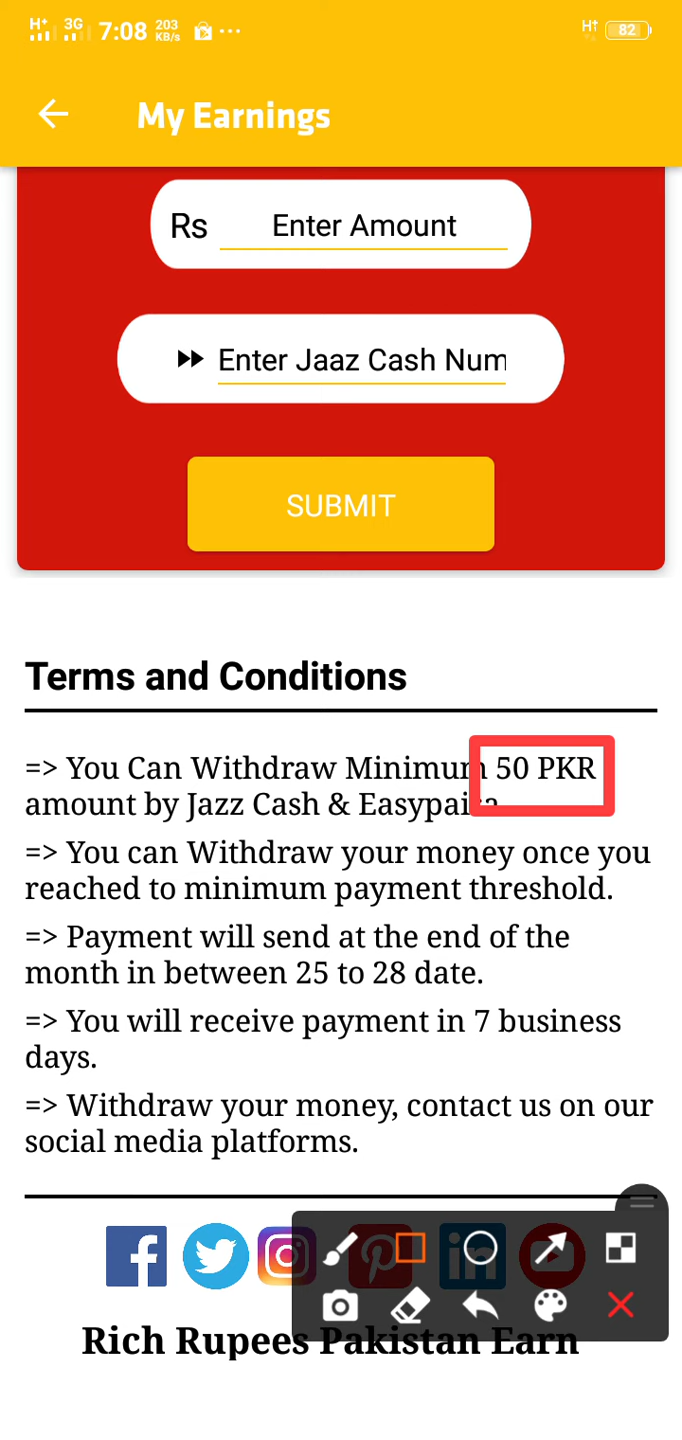 H+ 3G 7:08 203 KB/s ... H↑ 82
My Earnings
Rs Enter Amount
Enter Jaaz Cash Num
SUBMIT
Terms and Conditions
=> You Can Withdraw Minimum 50 PKR
amount by Jazz Cash & Easypaisa
=> You can Withdraw your money once you
reached to minimum payment threshold.
=> Payment will send at the end of the
month in between 25 to 28 date.
=> You will receive payment in 7 business
days.
=> Withdraw your money, contact us on our
social media platforms.
Rich Rupees Pakistan Earn